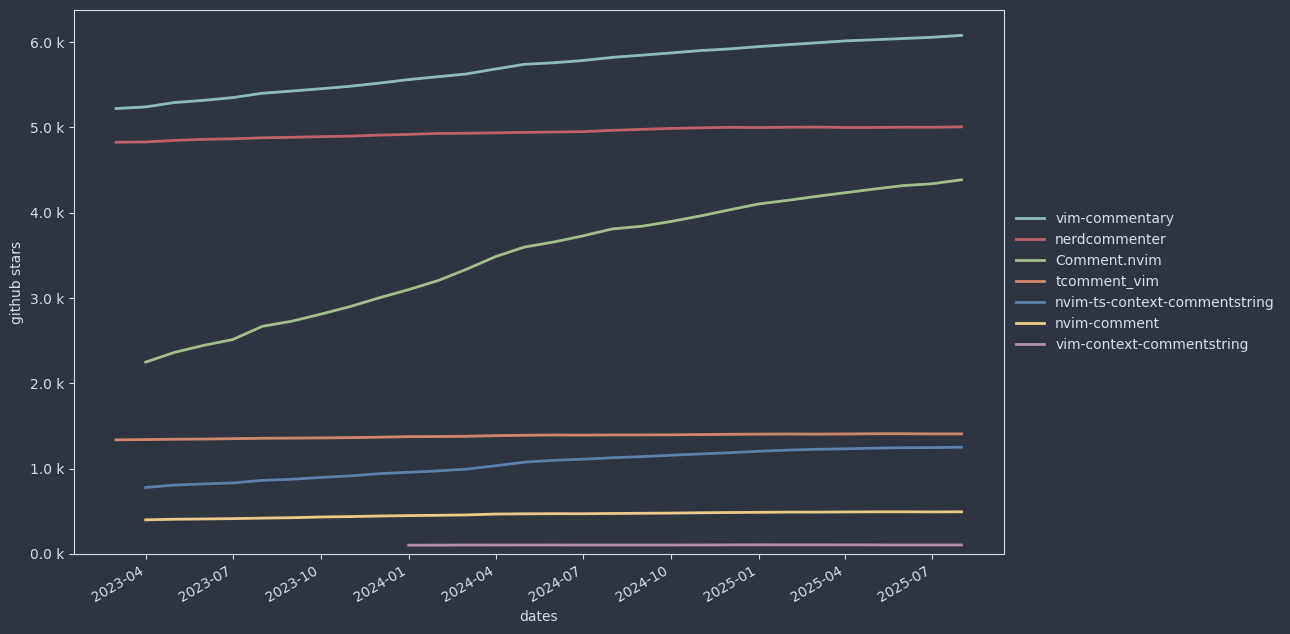 6.0 k
5.0 k
4.0 k
3.0 k
2.0 k
1.0 k
0.0 k
github stars
2023-04
2023-07
2023-10
2024-01
2024-04
2024-07
2024-10
2025-01
2025-04
2025-07
dates
vim-commentary
nerdcommenter
Comment.nvim
tcomment_vim
nvim-ts-context-commentstring
nvim-comment
vim-context-commentstring